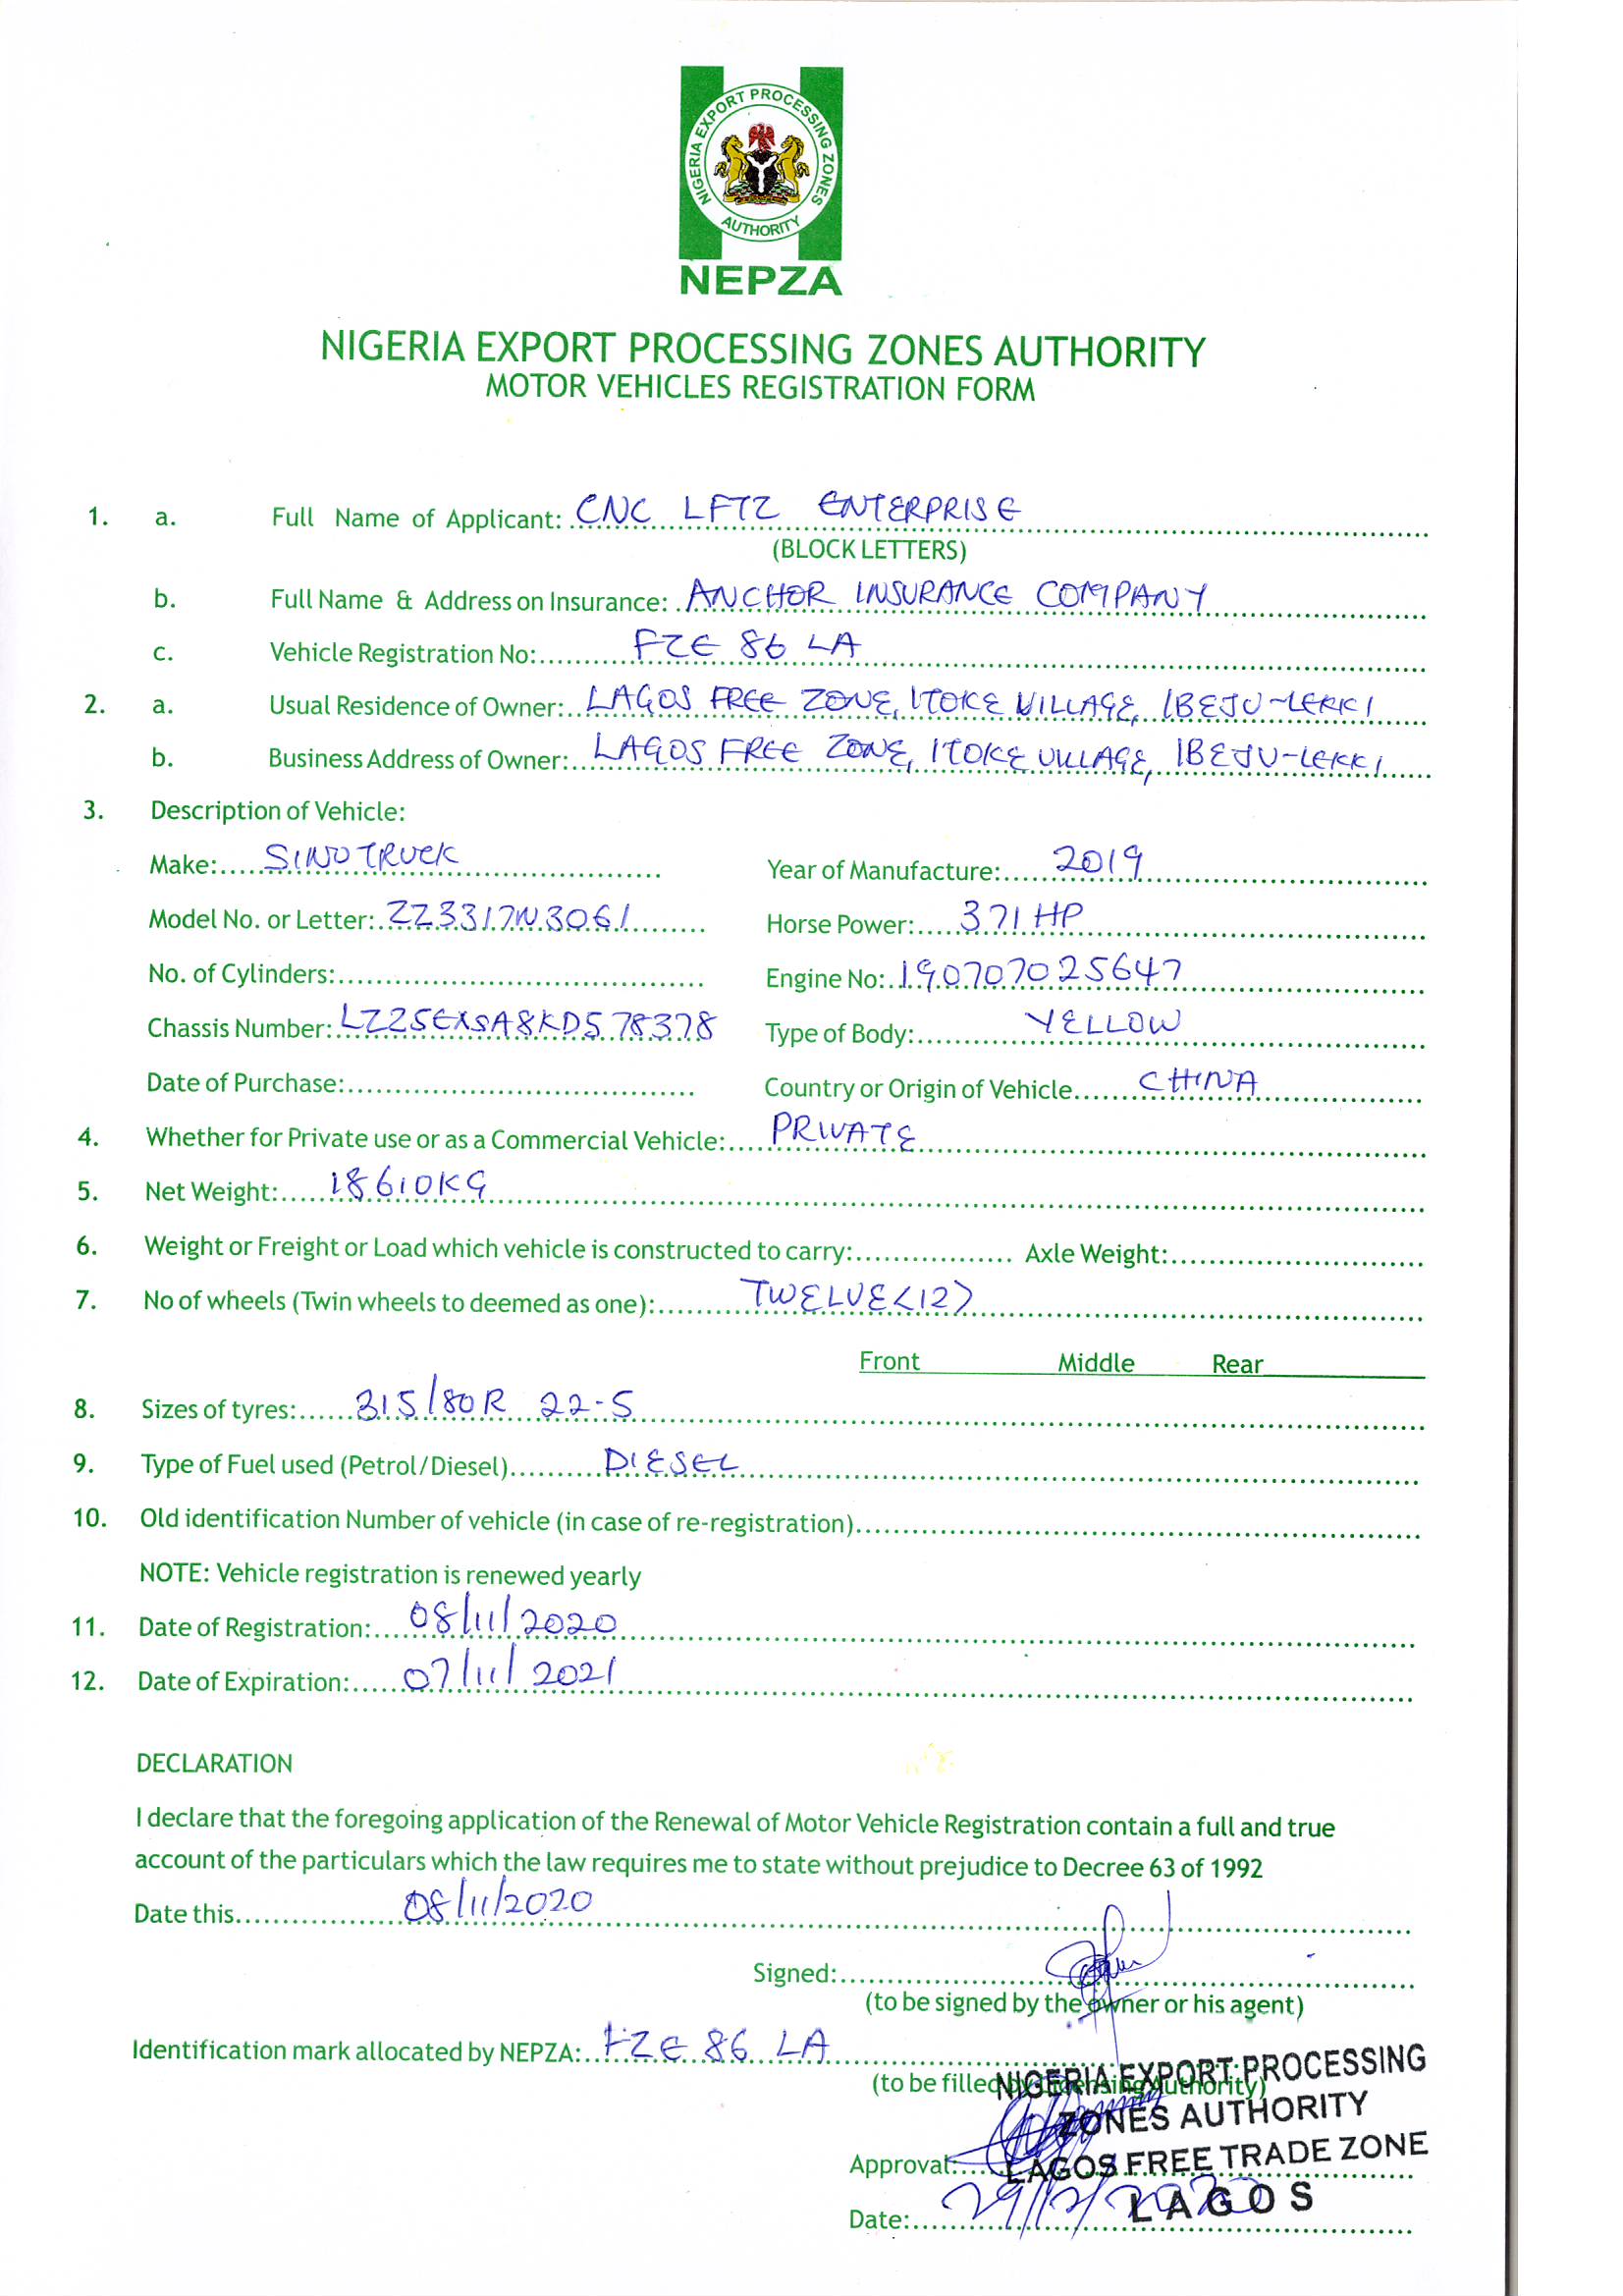 NIGERIA EXPORT PROCESSING ZONES
AUTHORITY
NEPZA
NIGERIA EXPORT PROCESSING ZONES AUTHORITY
MOTOR VEHICLES REGISTRATION FORM
1. a. Full Name of Applicant: CNC LFTZ ENTERPRISE
(BLOCK LETTERS)
b. Full Name & Address on Insurance: ANCHOR INSURANCE COMPANY
c. Vehicle Registration No: FZE 86 LA
2. a. Usual Residence of Owner: LAGOS FREE ZONE, ITOKE VILLAGE, IBEJU-LEKKI
b. Business Address of Owner: LAGOS FREE ZONE, ITOKE VILLAGE, IBEJU-LEKKI
3. Description of Vehicle:
Make: SINOTRUCK Year of Manufacture: 2019
Model No. or Letter: ZZ3317N3061 Horse Power: 371 HP
No. of Cylinders: Engine No: 190707025647
Chassis Number: LZZ5EXSA8KD578378 Type of Body: YELLOW
Date of Purchase: Country or Origin of Vehicle CHINA
4. Whether for Private use or as a Commercial Vehicle: PRIVATE
5. Net Weight: 18610KG
6. Weight or Freight or Load which vehicle is constructed to carry: Axle Weight:
7. No of wheels (Twin wheels to deemed as one): TWELVE<12>
Front Middle Rear
8. Sizes of tyres: 315/80R 22-5
9. Type of Fuel used (Petrol/Diesel) DIESEL
10. Old identification Number of vehicle (in case of re-registration)
NOTE: Vehicle registration is renewed yearly
11. Date of Registration: 08/11/2020
12. Date of Expiration: 07/11/2021
DECLARATION
I declare that the foregoing application of the Renewal of Motor Vehicle Registration contain a full and true
account of the particulars which the law requires me to state without prejudice to Decree 63 of 1992
Date this 08/11/2020
Signed:
(to be signed by the owner or his agent)
Identification mark allocated by NEPZA: FZE 86 LA
(to be filled by Licensing Authority)
NIGERIA EXPORT PROCESSING
ZONES AUTHORITY
Approval: LAGOS FREE TRADE ZONE
Date: LAGOS